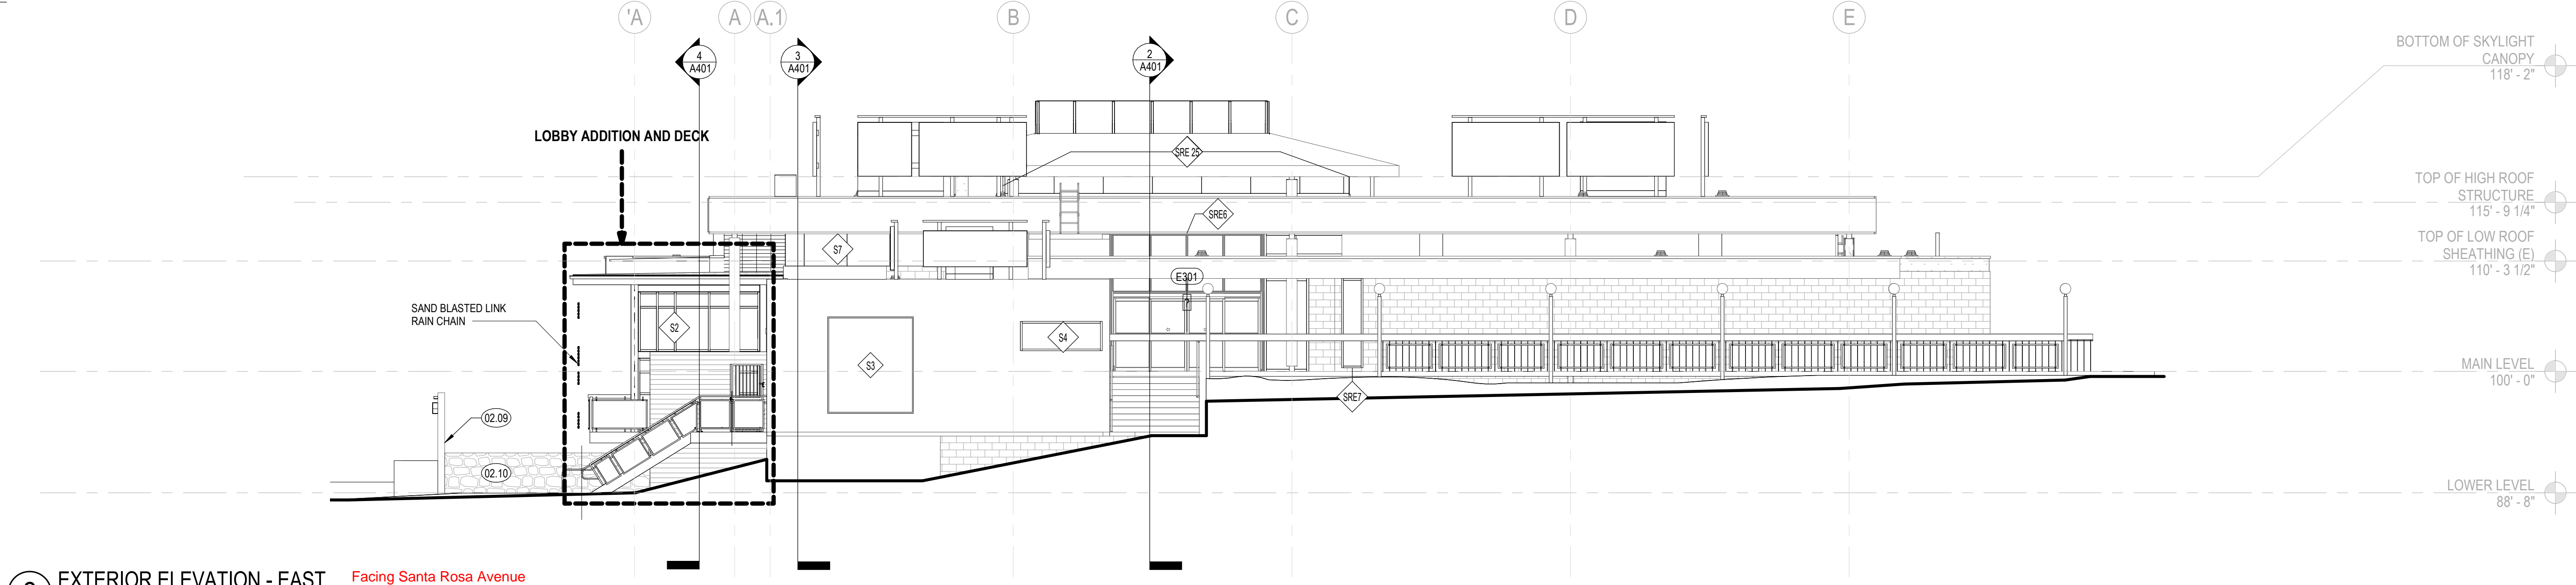 'A
A
A.1
B
C
D
E
4
A401
3
A401
2
A401
BOTTOM OF SKYLIGHT
CANOPY
118' - 2"
LOBBY ADDITION AND DECK
SRE 25
TOP OF HIGH ROOF
STRUCTURE
115' - 9 1/4"
SRE6
S7
TOP OF LOW ROOF
SHEATHING (E)
110' - 3 1/2"
E301
?
SAND BLASTED LINK
RAIN CHAIN
S2
S4
S3
MAIN LEVEL
100' - 0"
SRE7
02.09
02.10
LOWER LEVEL
88' - 8"
EXTERIOR ELEVATION - EAST
Facing Santa Rosa Avenue